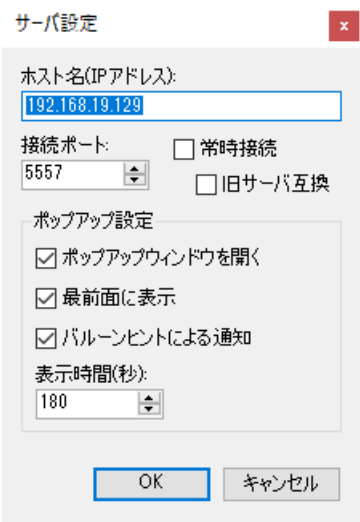 サーバ設定
x
ホスト名(IPアドレス):
192.168.19.129
接続ポート: 常時接続
5557
旧サーバ互換
ポップアップ設定
ポップアップウィンドウを開く
最前面に表示
バルーンヒントによる通知
表示時間(秒):
180
OK キャンセル